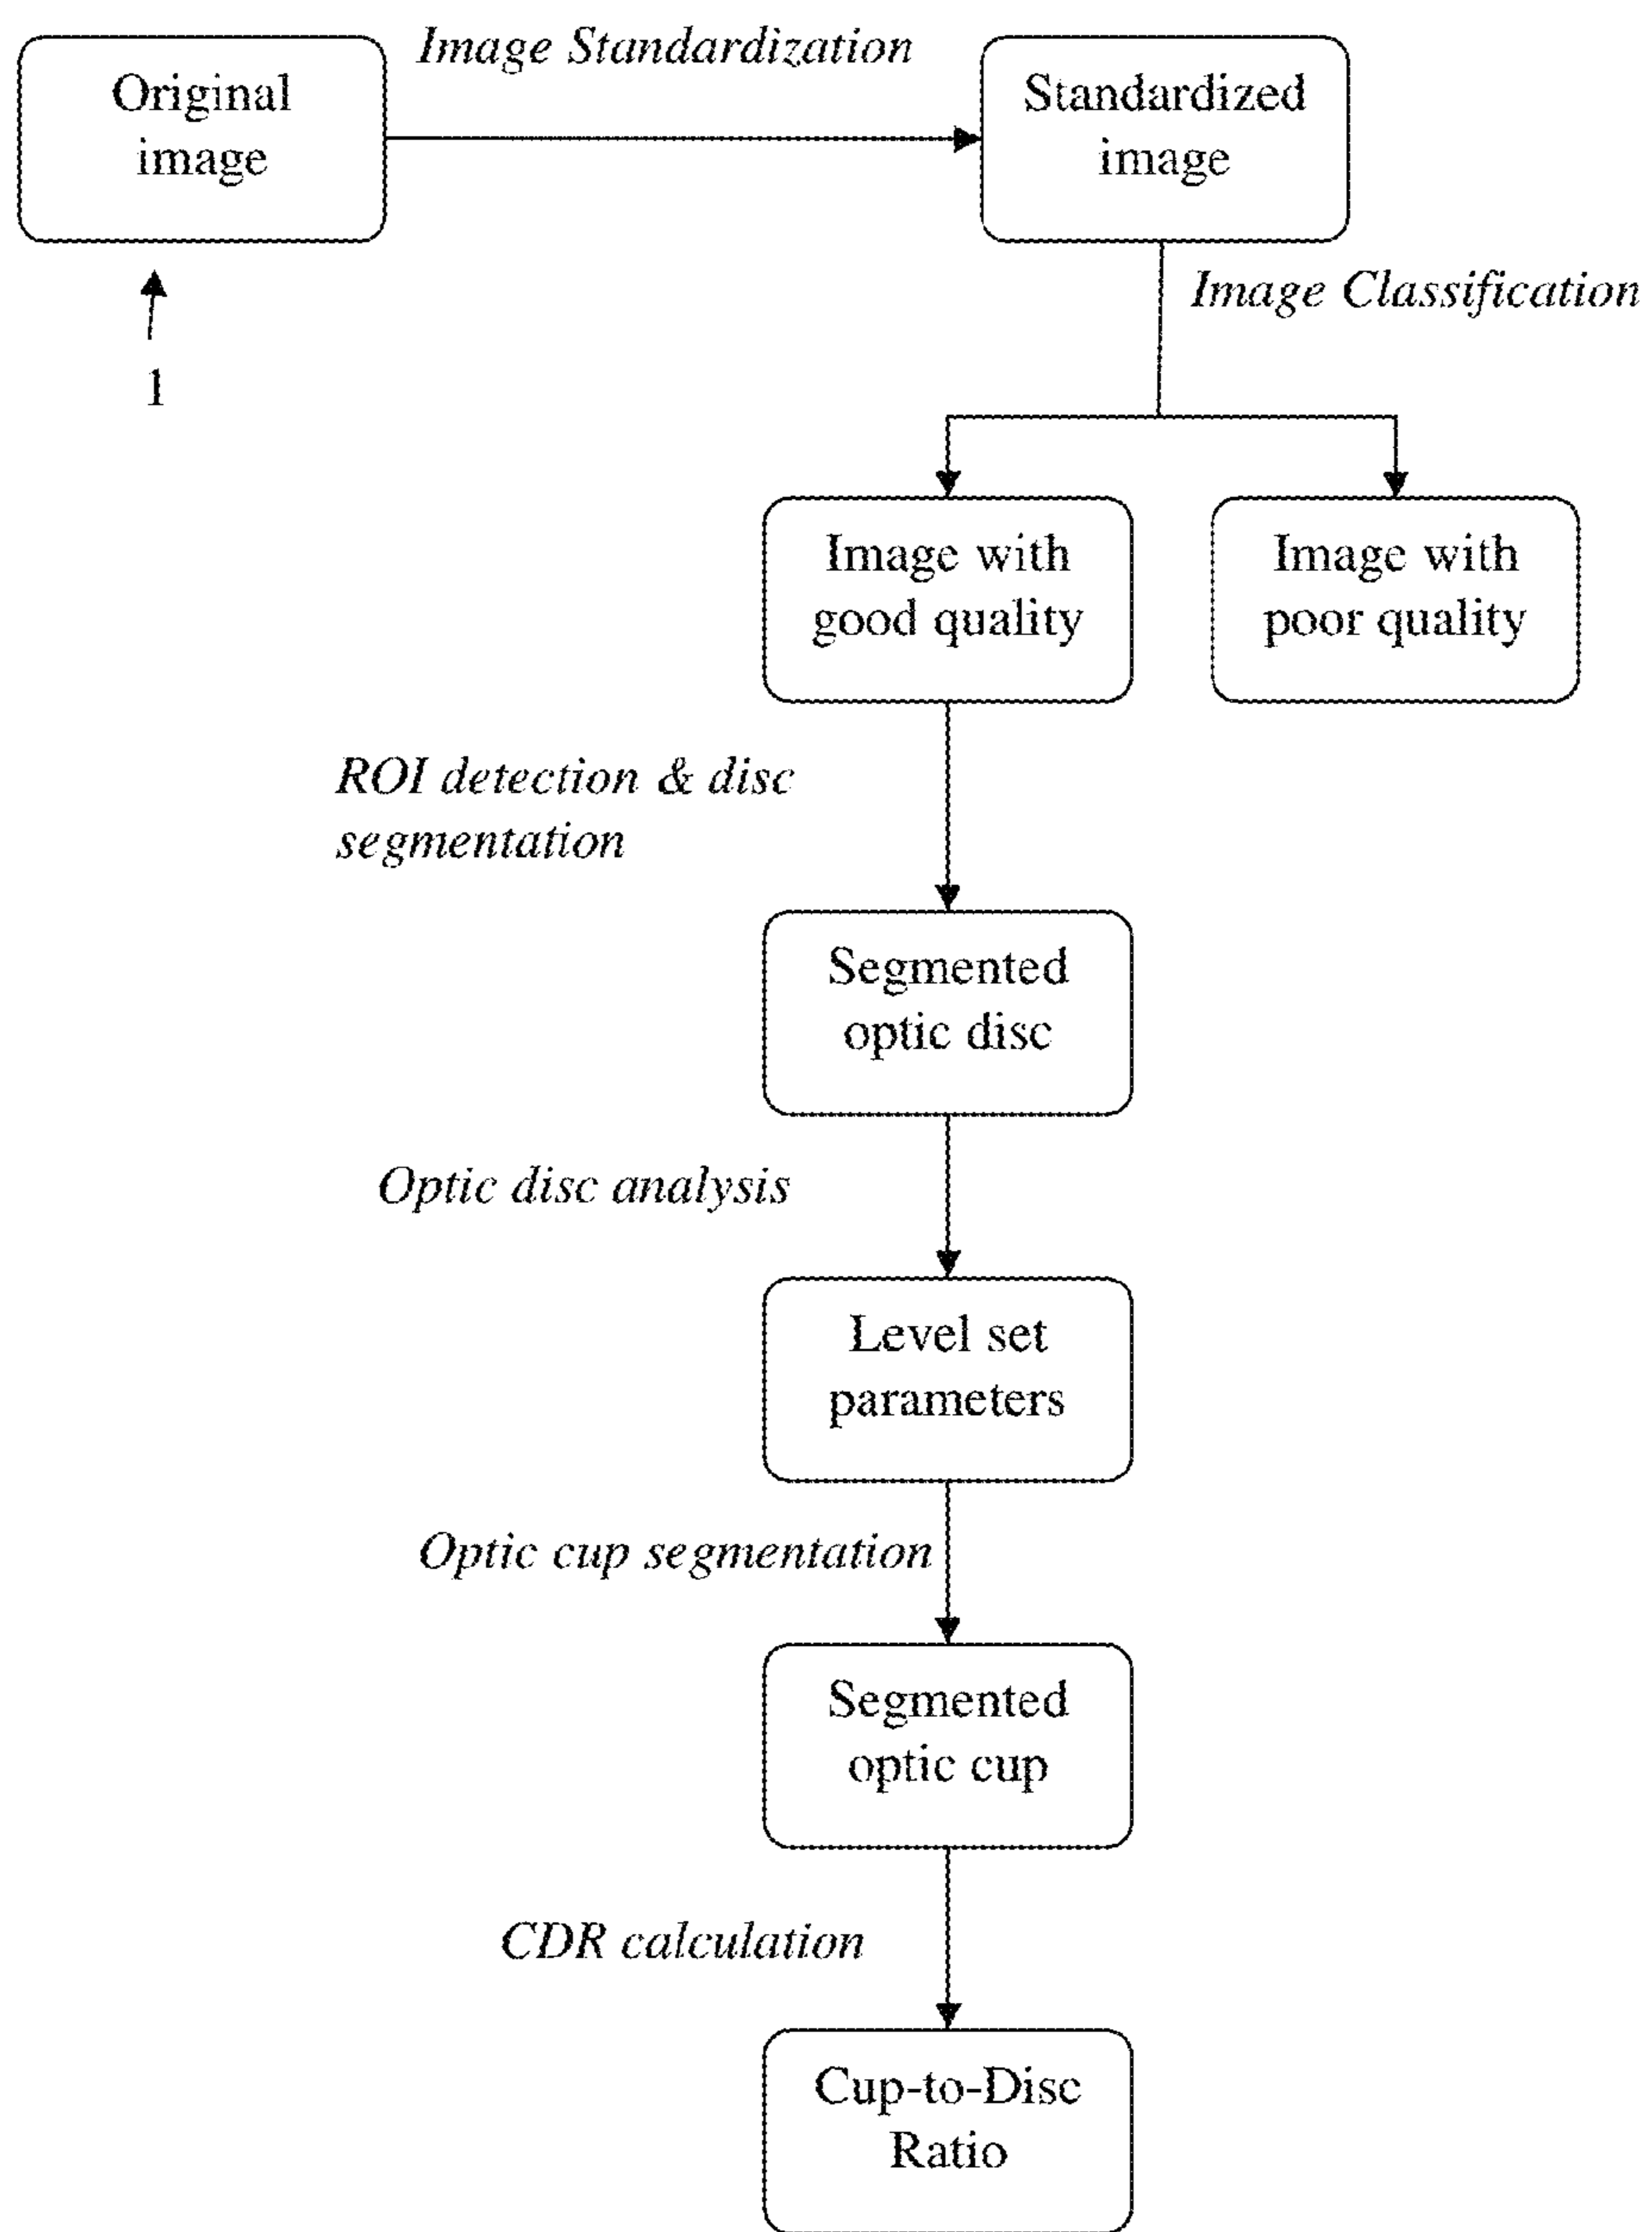 Original
image
Image Standardization
Standardized
image
1
Image Classification
Image with
good quality
Image with
poor quality
ROI detection & disc
segmentation
Segmented
optic disc
Optic disc analysis
Level set
parameters
Optic cup segmentation
Segmented
optic cup
CDR calculation
Cup-to-Disc
Ratio